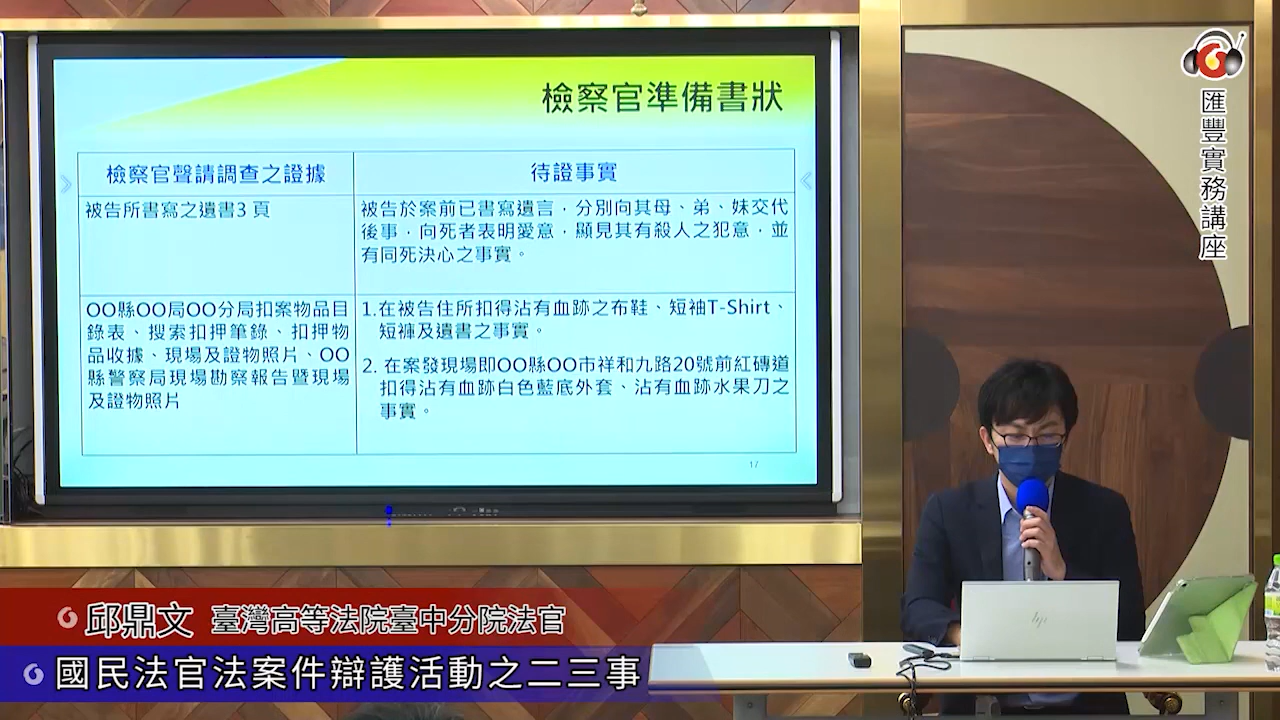 檢察官準備書狀
檢察官聲請調查之證據
待證事實
被告所書寫之遺書3 頁
被告於案前已書寫遺言，分別向其母、弟、妹交代
後事，向死者表明愛意，顯見其有殺人之犯意，並
有同死決心之事實。
OO縣OO局OO分局扣案物品目
錄表、搜索扣押筆錄、扣押物
品收據、現場及證物照片、OO
縣警察局現場勘察報告暨現場
及證物照片
1.在被告住所扣得沾有血跡之布鞋、短袖T-Shirt、
短褲及遺書之事實。
2. 在案發現場即OO縣OO市祥和九路20號前紅磚道
扣得沾有血跡白色藍底外套、沾有血跡水果刀之
事實。
17
匯豐實務講座
hp
邱鼎文 臺灣高等法院臺中分院法官
國民法官法案件辯護活動之二三事